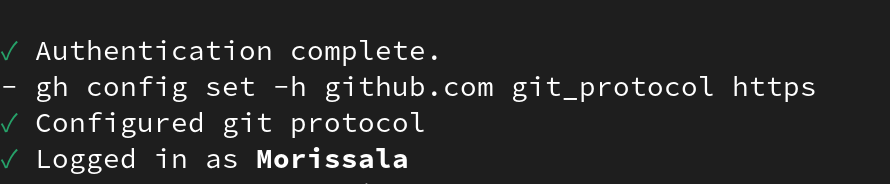 ✓ Authentication complete.
- gh config set -h github.com git_protocol https
✓ Configured git protocol
✓ Logged in as Morissala